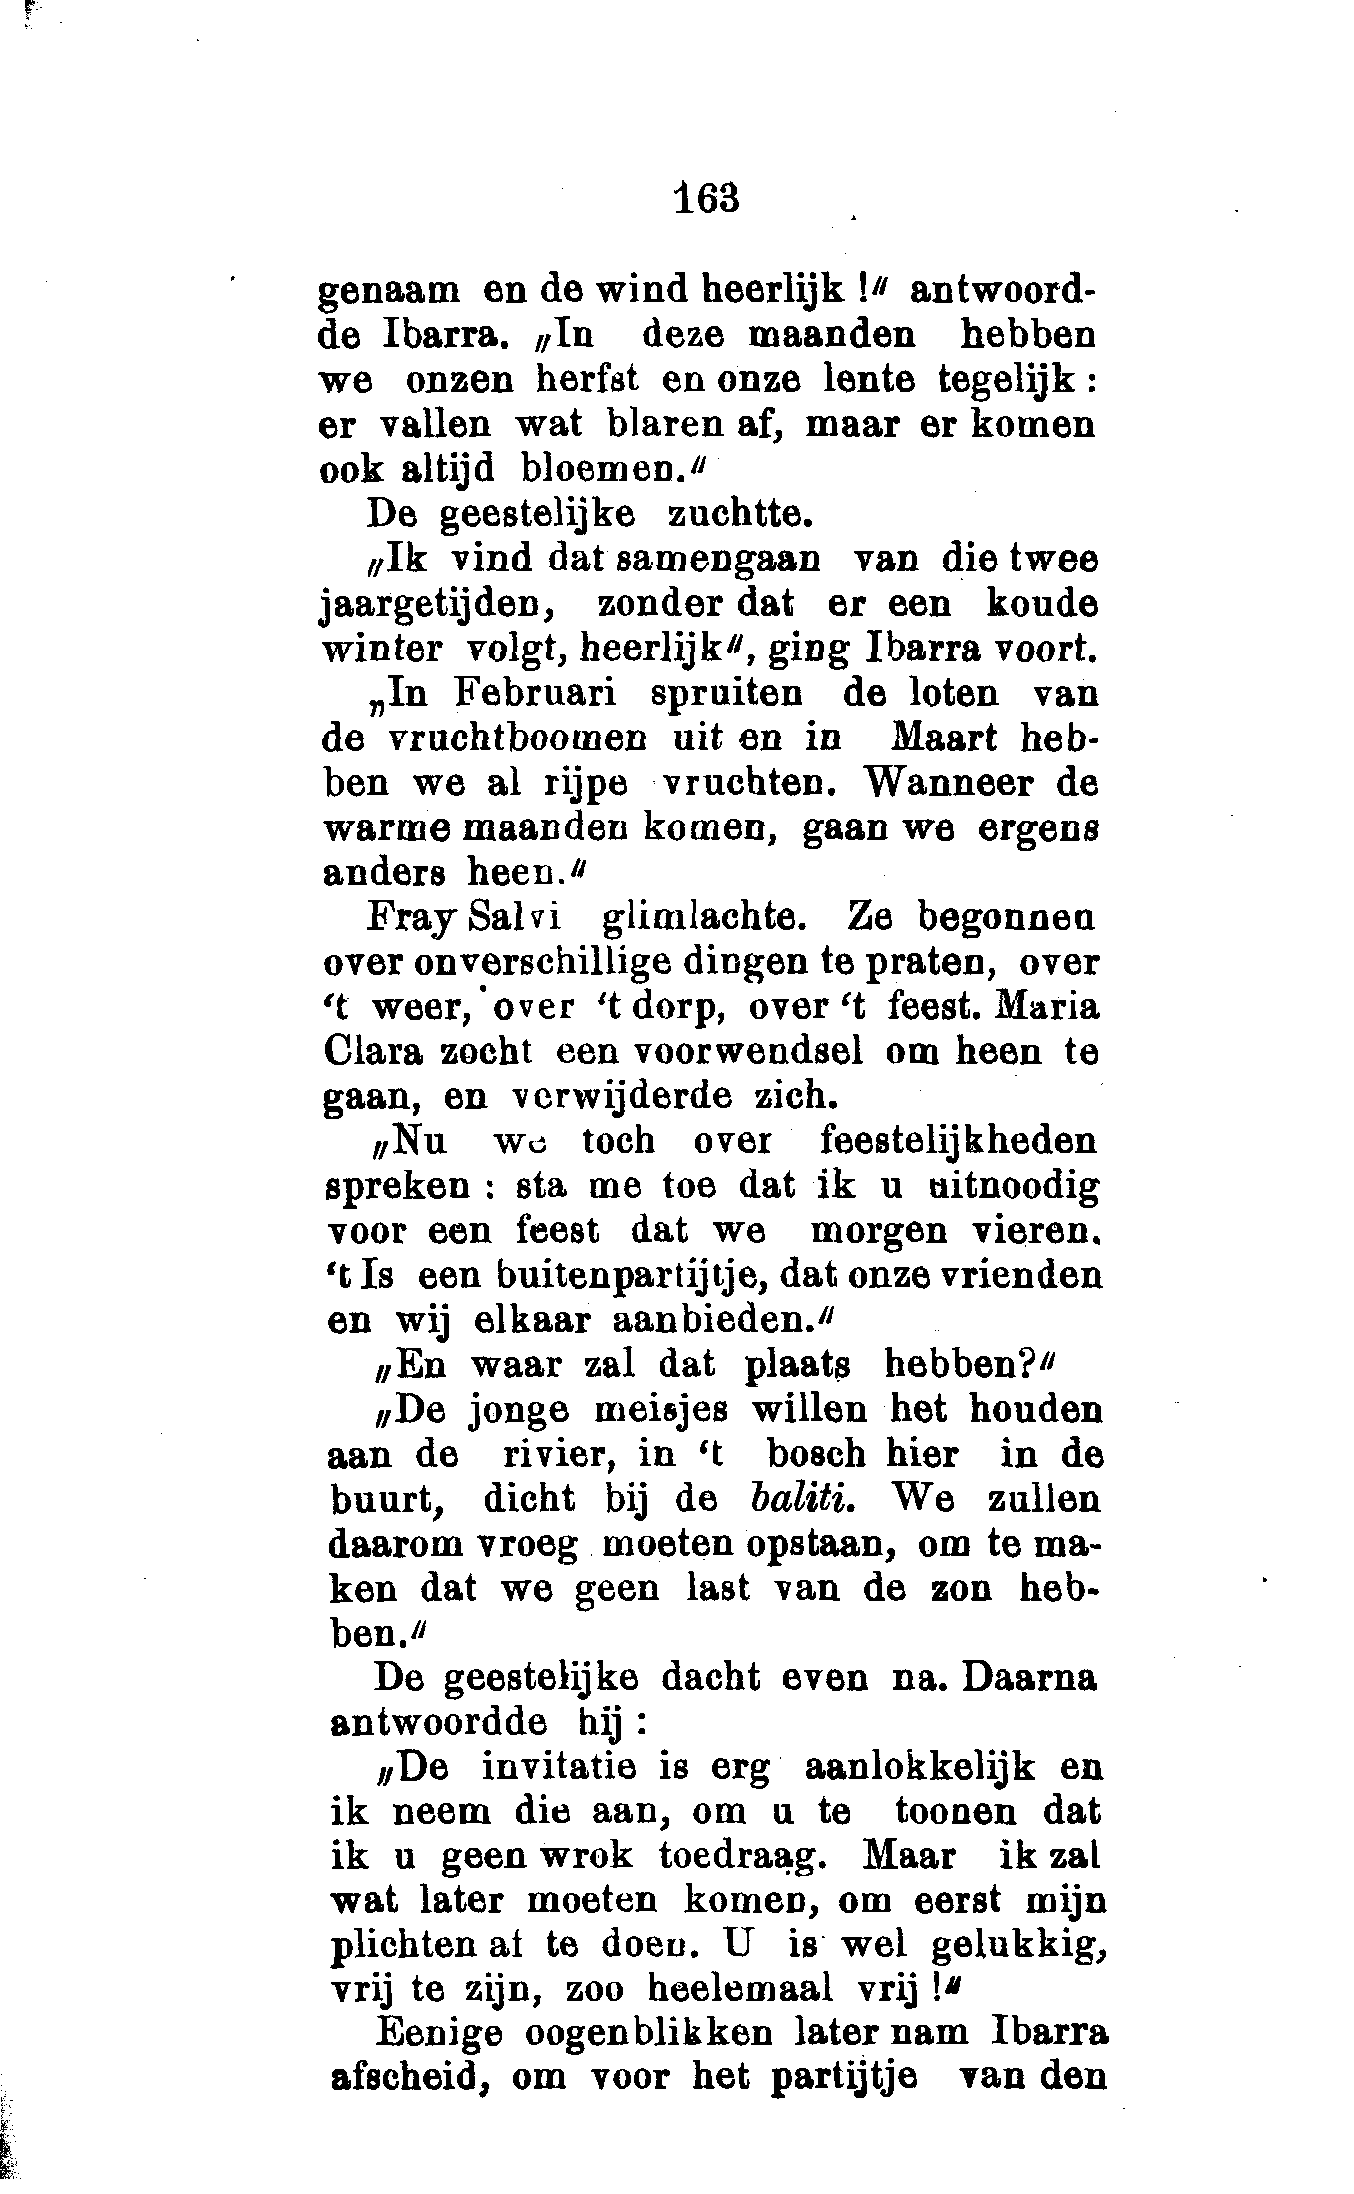 163
genaam en de wind heerlijk !" antwoord-
de Ibarra. „In deze maanden hebben
we onzen herfst en onze lente tegelijk :
er vallen wat blaren af, maar er komen
ook altijd bloemen."
De geestelijke zuchtte.
„Ik vind dat samengaan van die twee
jaargetijden, zonder dat er een koude
winter volgt, heerlijk", ging Ibarra voort.
„In Februari spruiten de loten van
de vruchtboomen uit en in Maart heb-
ben we al rijpe vruchten. Wanneer de
warme maanden komen, gaan we ergens
anders heen."
Fray Salvi glimlachte. Ze begonnen
over onverschillige dingen te praten, over
‘t weer, over ‘t dorp, over ‘t feest. Maria
Clara zocht een voorwendsel om heen te
gaan, en verwijderde zich.
„Nu we toch over feestelijkheden
spreken : sta me toe dat ik u uitnoodig
voor een feest dat we morgen vieren.
‘t Is een buitenpartijtje, dat onze vrienden
en wij elkaar aanbieden."
„En waar zal dat plaats hebben?"
„De jonge meisjes willen het houden
aan de rivier, in ‘t bosch hier in de
buurt, dicht bij de baliti. We zullen
daarom vroeg moeten opstaan, om te ma-
ken dat we geen last van de zon heb-
ben."
De geestelijke dacht even na. Daarna
antwoordde hij :
„De invitatie is erg aanlokkelijk en
ik neem die aan, om u te toonen dat
ik u geen wrok toedraag. Maar ik zal
wat later moeten komen, om eerst mijn
plichten af te doen. U is wel gelukkig,
vrij te zijn, zoo heelemaal vrij !"
Eenige oogenblikken later nam Ibarra
afscheid, om voor het partijtje van den